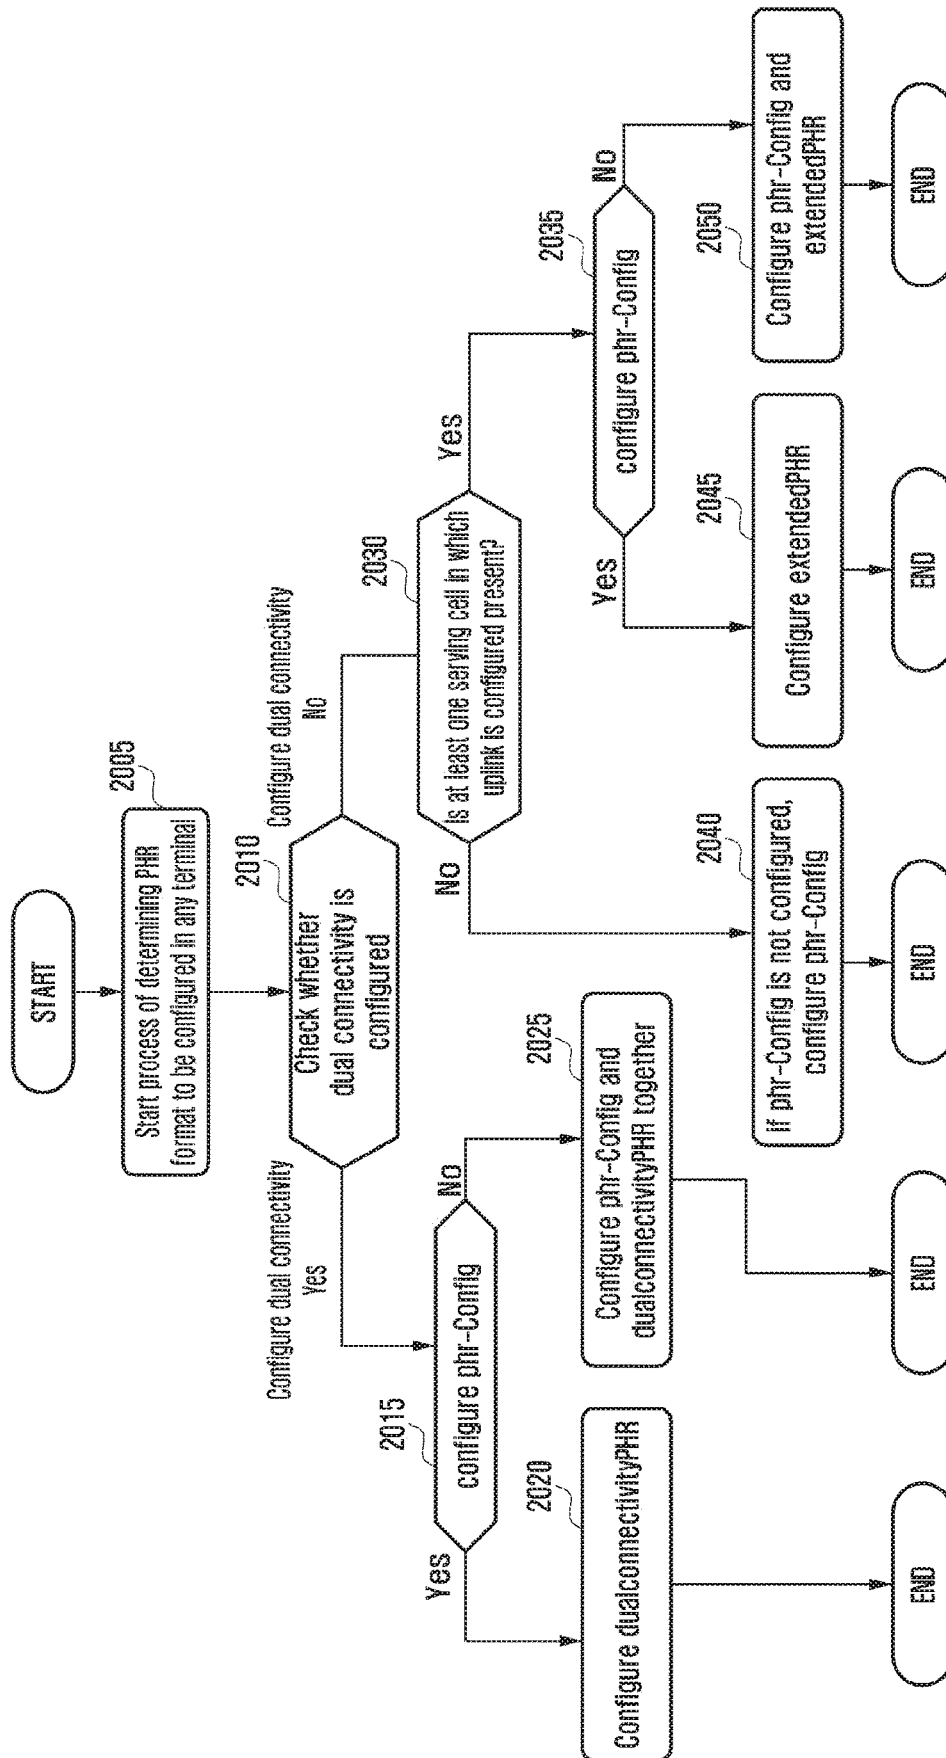 START
2005
Start process of determining PHR
format to be configured in any terminal
2010
Check whether
dual connectivity is
configured
Configure dual connectivity
Yes
Configure dual connectivity
No
2015
configure phr-Config
Yes
No
2030
is at least one serving cell in which
uplink is configured present?
No
Yes
2020
Configure dualconnectivityPHR
2025
Configure phr-Config and
dualconnectivityPHR together
2035
configure phr-Config
Yes
No
2040
if phr-Config is not configured,
configure phr-Config
2045
Configure extendedPHR
2050
Configure phr-Config and
extendedPHR
END
END
END
END
END